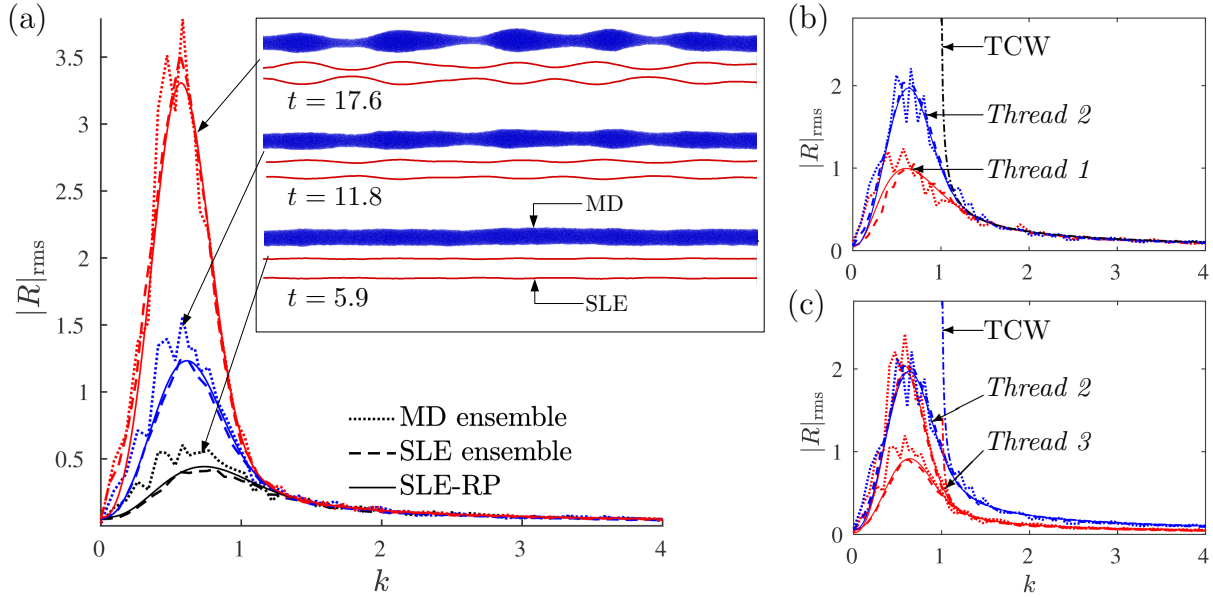 (a)
3.5
3
2.5
2
1.5
1
0.5
|R|rms
0
1
2
3
4
k
t = 17.6
t = 11.8
MD
t = 5.9
SLE
MD ensemble
SLE ensemble
SLE-RP
(b)
TCW
Thread 2
Thread 1
2
1
0
|R|rms
0
1
2
3
4
(c)
TCW
Thread 2
Thread 3
2
1
0
|R|rms
0
1
2
3
4
k